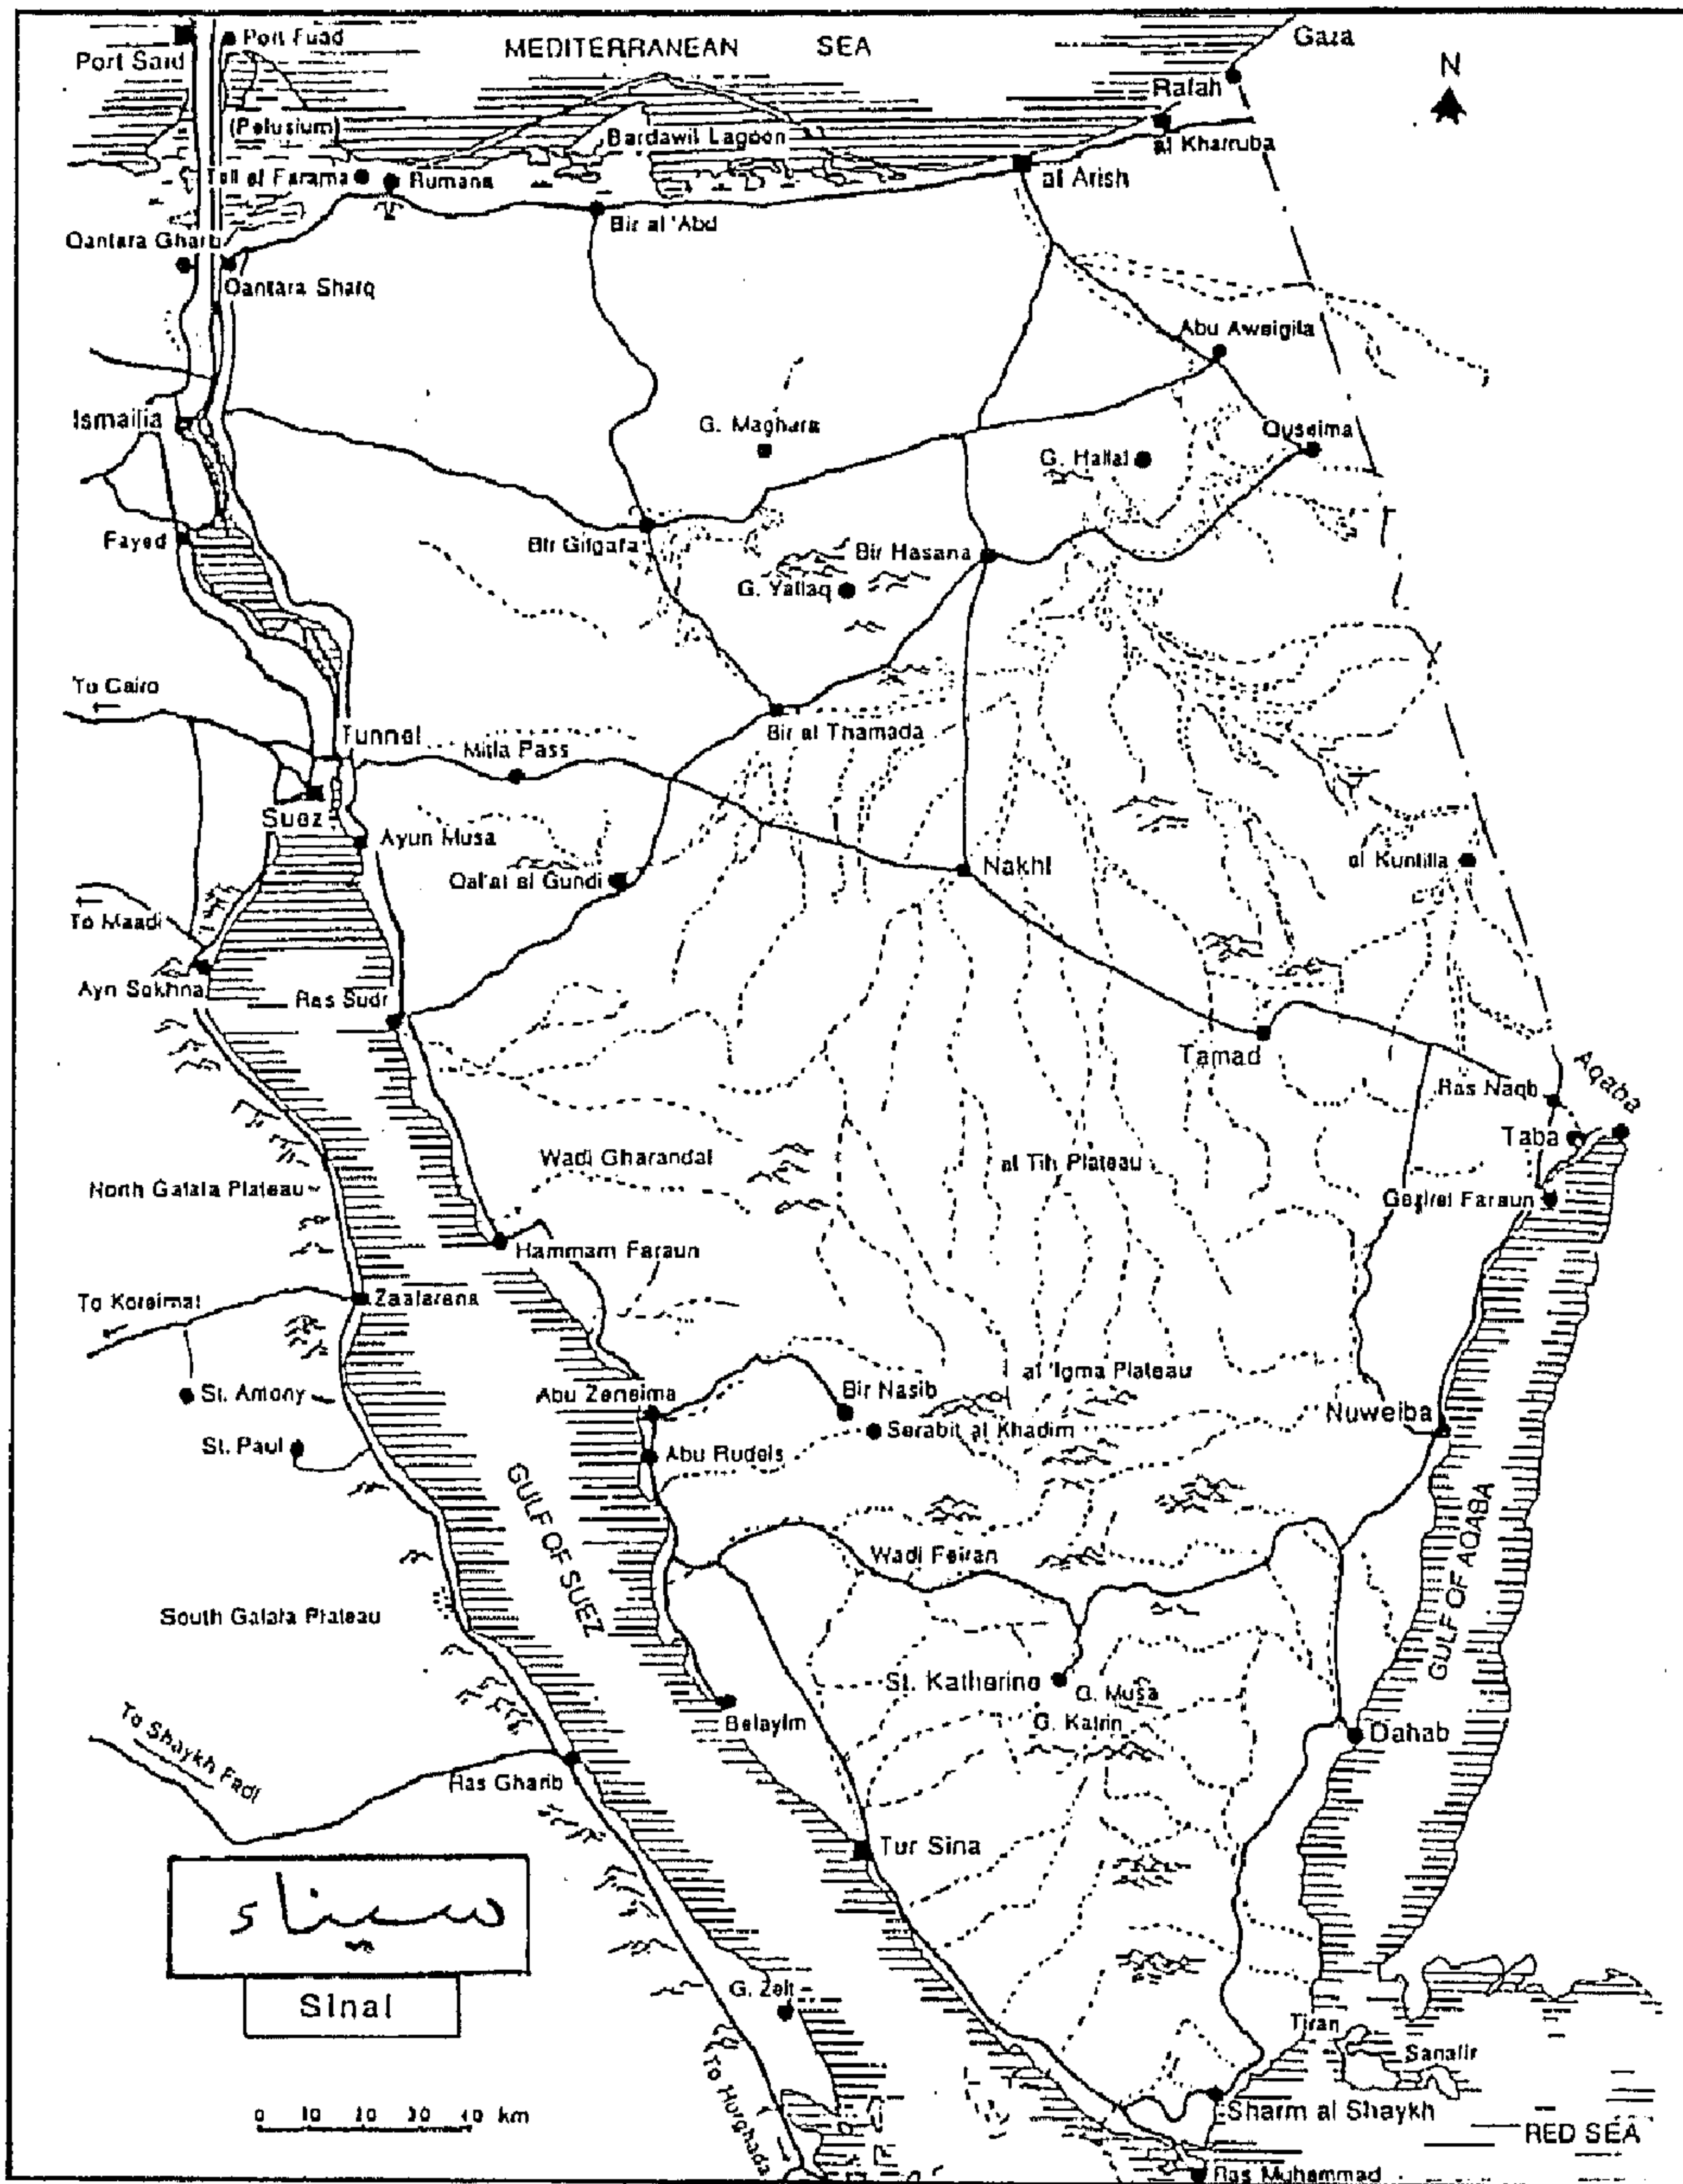 Port Said
Port Fuad
MEDITERRANEAN SEA
Gaza
N
Rafah
(Pelusium)
Bardawil Lagoon
al Kharruba
Tell el Farama
Rumana
al Arish
Bir al 'Abd
Qantara Gharb
Qantara Sharq
Abu Aweigila
Ismailia
G. Maghara
Quseima
G. Hallal
Fayed
Bir Gifgafa
Bir Hasana
G. Yallaq
To Cairo
Tunnel
Mitla Pass
Bir al Thamada
Suez
Ayun Musa
Qal'at al Gundi
Nakhl
al Kuntilla
To Maadi
Ayn Sokhna
Ras Sudr
Tamad
Aqaba
Ras Naqb
Taba
Wadi Gharandal
al Tih Plateau
North Galala Plateau
Geziret Faraun
Hammam Faraun
To Koreimat
Zaafarana
al 'Igma Plateau
St. Antony
Abu Zeneima
Bir Nasib
Nuweiba
Serabit al Khadim
St. Paul
Abu Rudeis
GULF OF SUEZ
GULF OF AQABA
Wadi Feiran
South Galala Plateau
St. Katherine
G. Musa
G. Katrin
Belayim
Dahab
To Shaykh Fadl
Ras Gharib
Tur Sina
سيناء
Sinai
G. Zeit
Tiran
Sanafir
To Hurghada
0 10 20 30 40 km
Sharm al Shaykh
RED SEA
Ras Muhammad